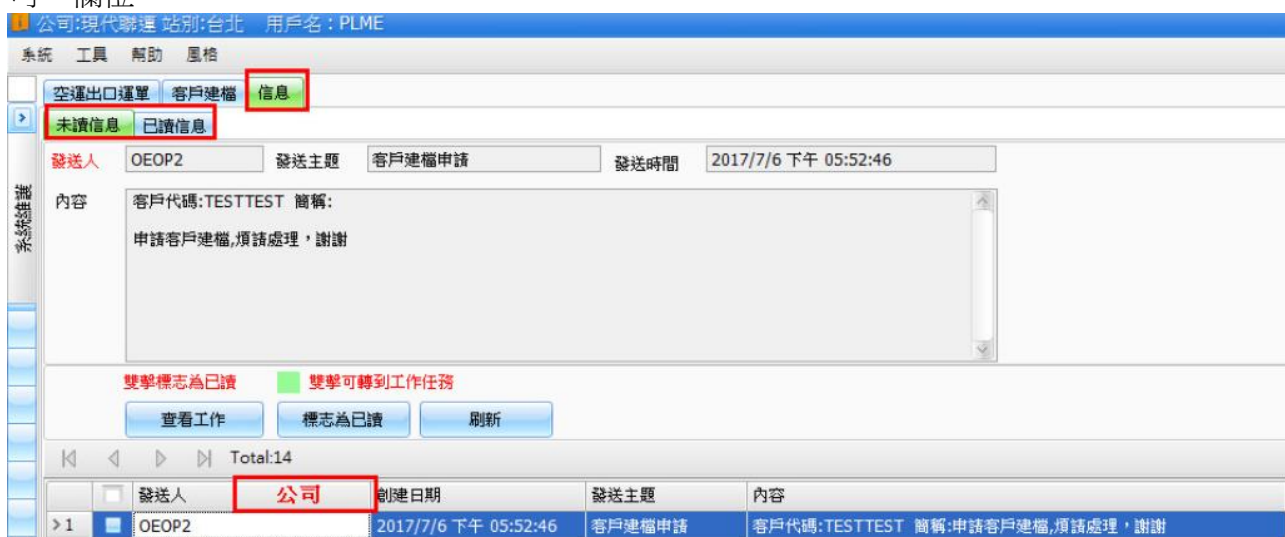 公司:現代聯運 站別:台北 用戶名：PLME
系統 工具 幫助 風格
空運出口運單 客戶建檔 信息
未讀信息 已讀信息
發送人 OEOP2 發送主題 客戶建檔申請 發送時間 2017/7/6 下午 05:52:46
系統維護
內容 客戶代碼:TESTTEST 簡稱:
申請客戶建檔,煩請處理，謝謝
雙擊標志為已讀 雙擊可轉到工作任務
查看工作 標志為已讀 刷新
Total:14
發送人 公司 創建日期 發送主題 內容
1 OEOP2 2017/7/6 下午 05:52:46 客戶建檔申請 客戶代碼:TESTTEST 簡稱:申請客戶建檔,煩請處理，謝謝